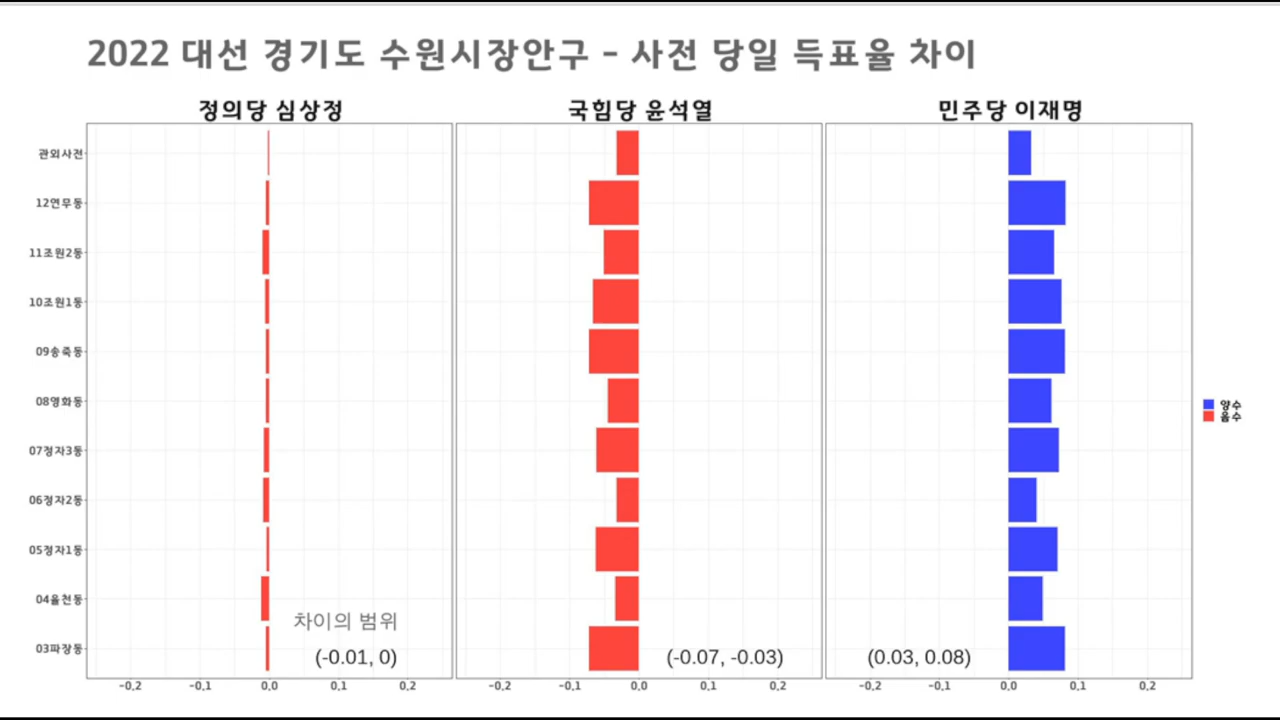 2022 대선 경기도 수원시장안구 - 사전 당일 득표율 차이
정의당 심상정
국힘당 윤석열
민주당 이재명
관외사전
12연무동
11조원2동
10조원1동
09송죽동
08영화동
07정자3동
06정자2동
05정자1동
04율천동
03파장동
양수
음수
차이의 범위
(-0.01, 0)
(-0.07, -0.03)
(0.03, 0.08)
-0.2 -0.1 0.0 0.1 0.2
-0.2 -0.1 0.0 0.1 0.2
-0.2 -0.1 0.0 0.1 0.2